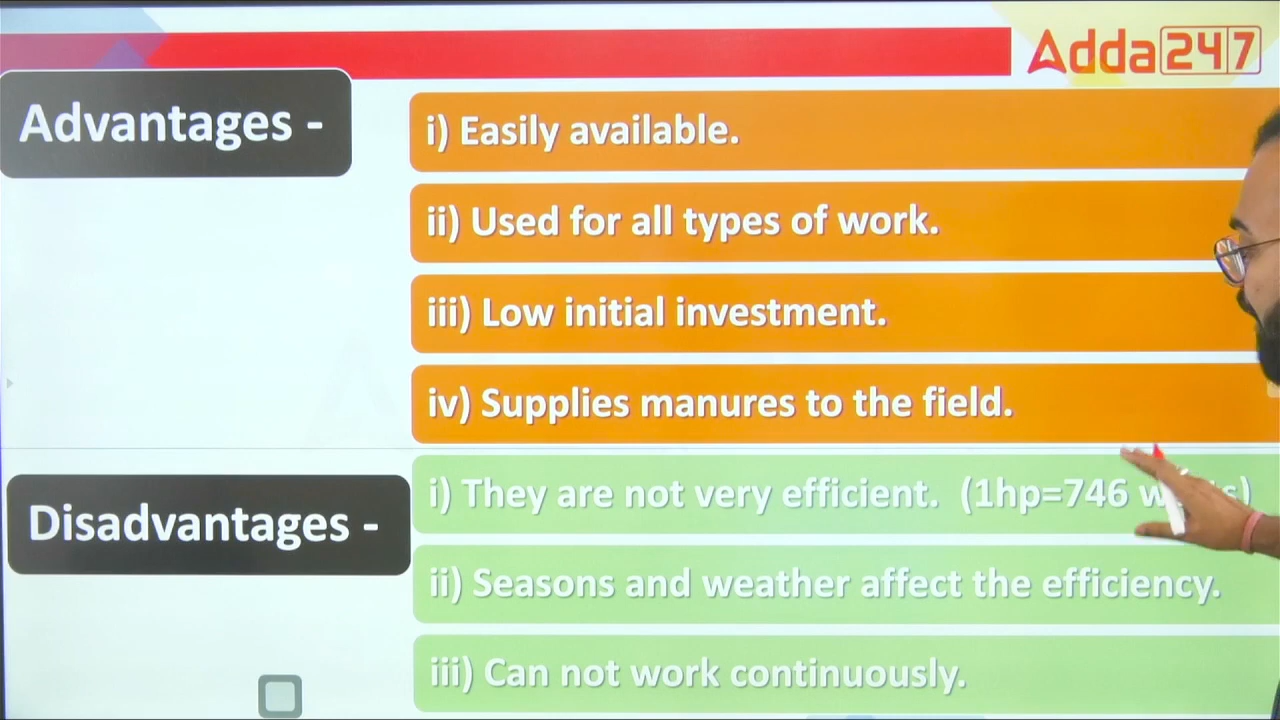 Adda247
Advantages -
i) Easily available.
ii) Used for all types of work.
iii) Low initial investment.
iv) Supplies manures to the field.
Disadvantages -
i) They are not very efficient. (1hp=746
ii) Seasons and weather affect the efficiency.
iii) Can not work continuously.